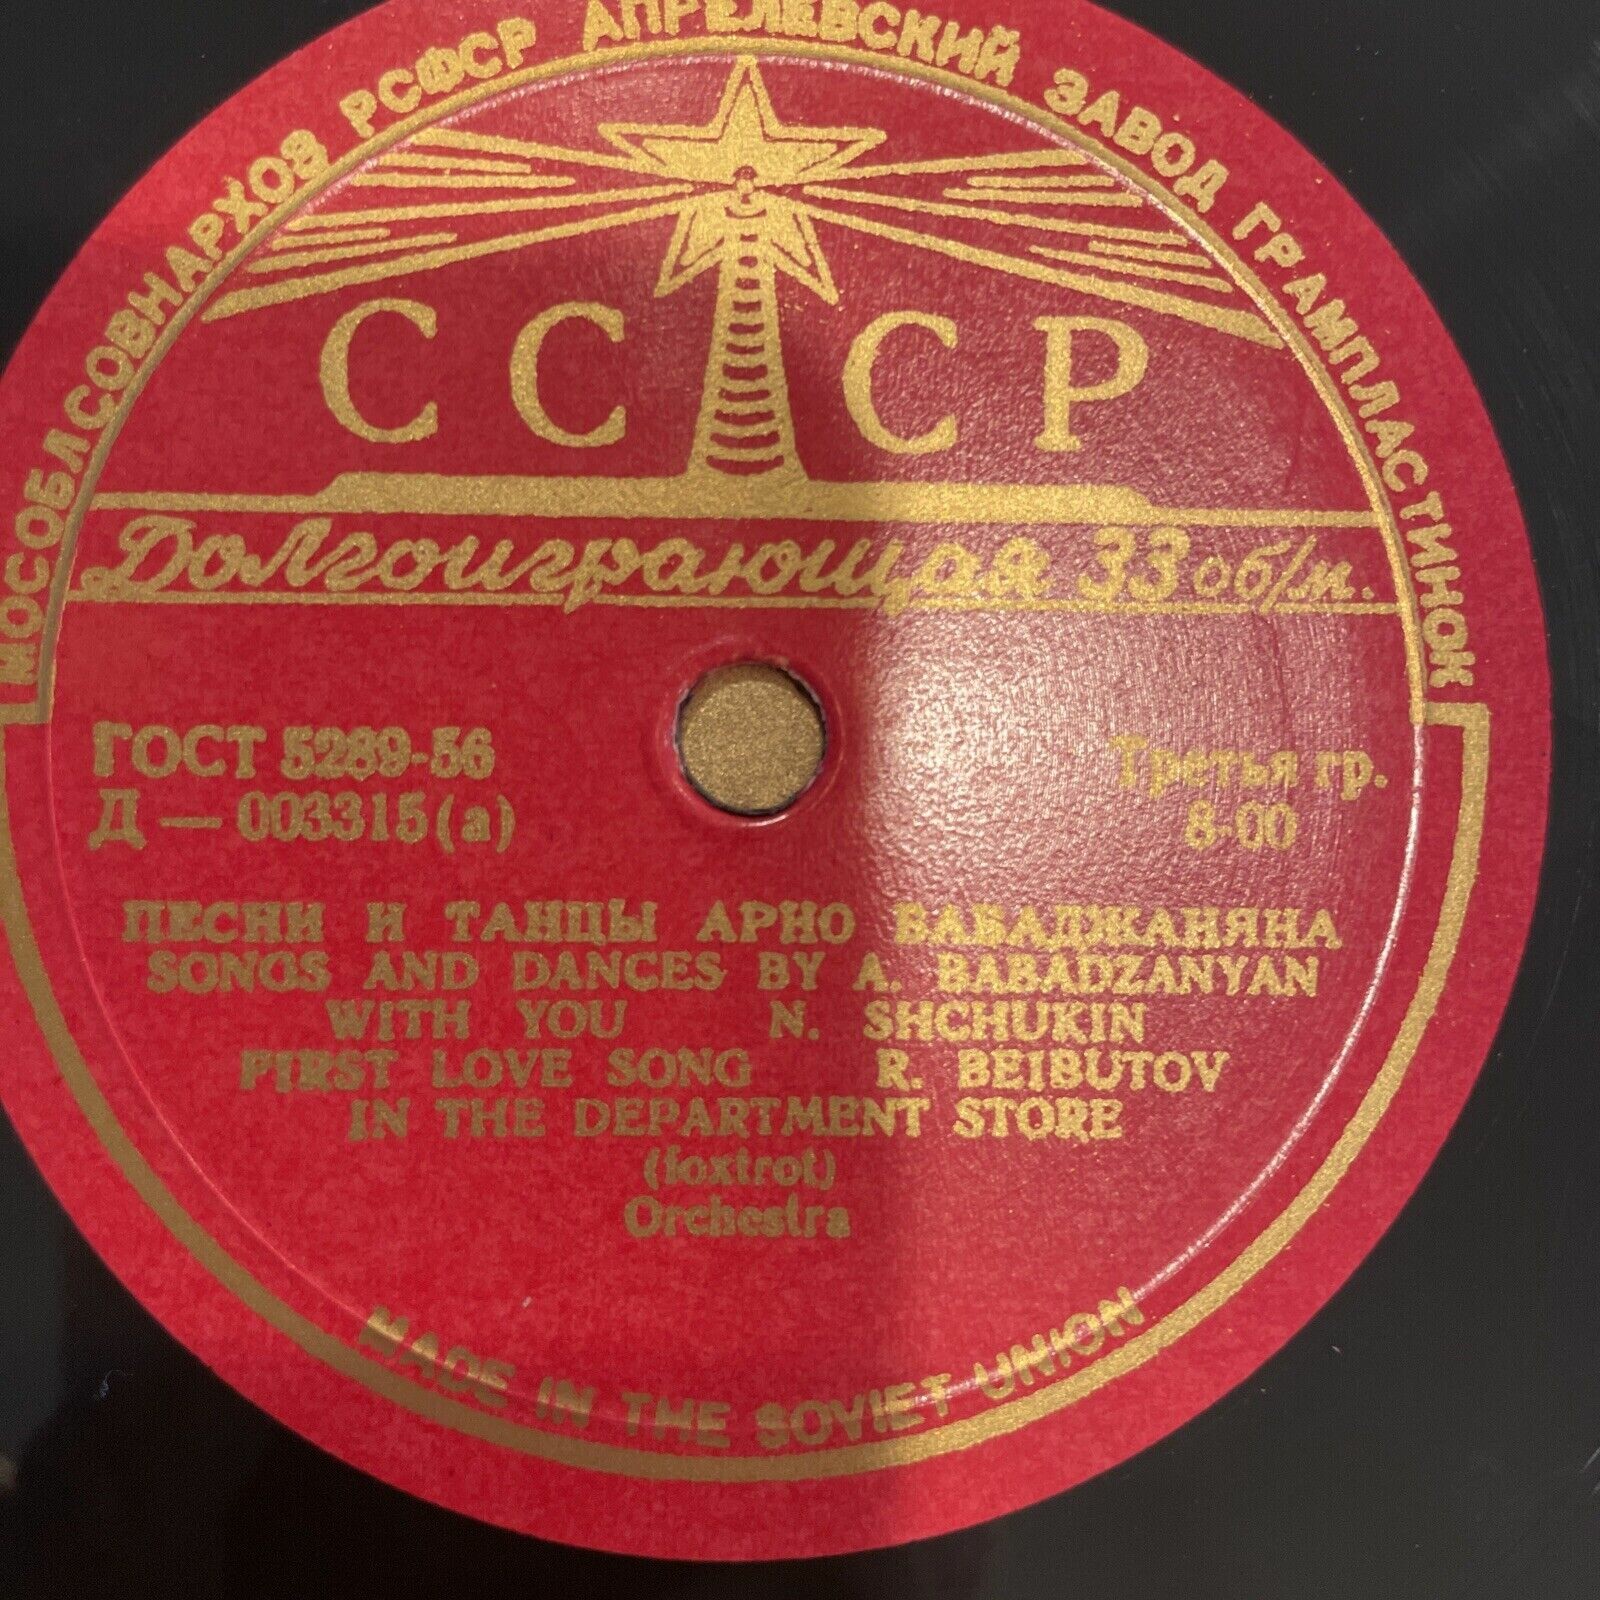 МОСОБЛСОВНАРХОЗ РСФСР АПРЕЛЕВСКИЙ ЗАВОД ГРАМПЛАСТИНОК
СССР
Долгоиграющая 33 об/м.
ГОСТ 5289-56
Третья гр.
Д — 003315(а)
8-00
ПЕСНИ И ТАНЦЫ АРНО БАБАДЖАНЯНА
SONGS AND DANCES BY A. BABADZANYAN
WITH YOU N. SHCHUKIN
FIRST LOVE SONG R. BEIBUTOV
IN THE DEPARTMENT STORE
(foxtrot)
Orchestra
MADE IN THE SOVIET UNION